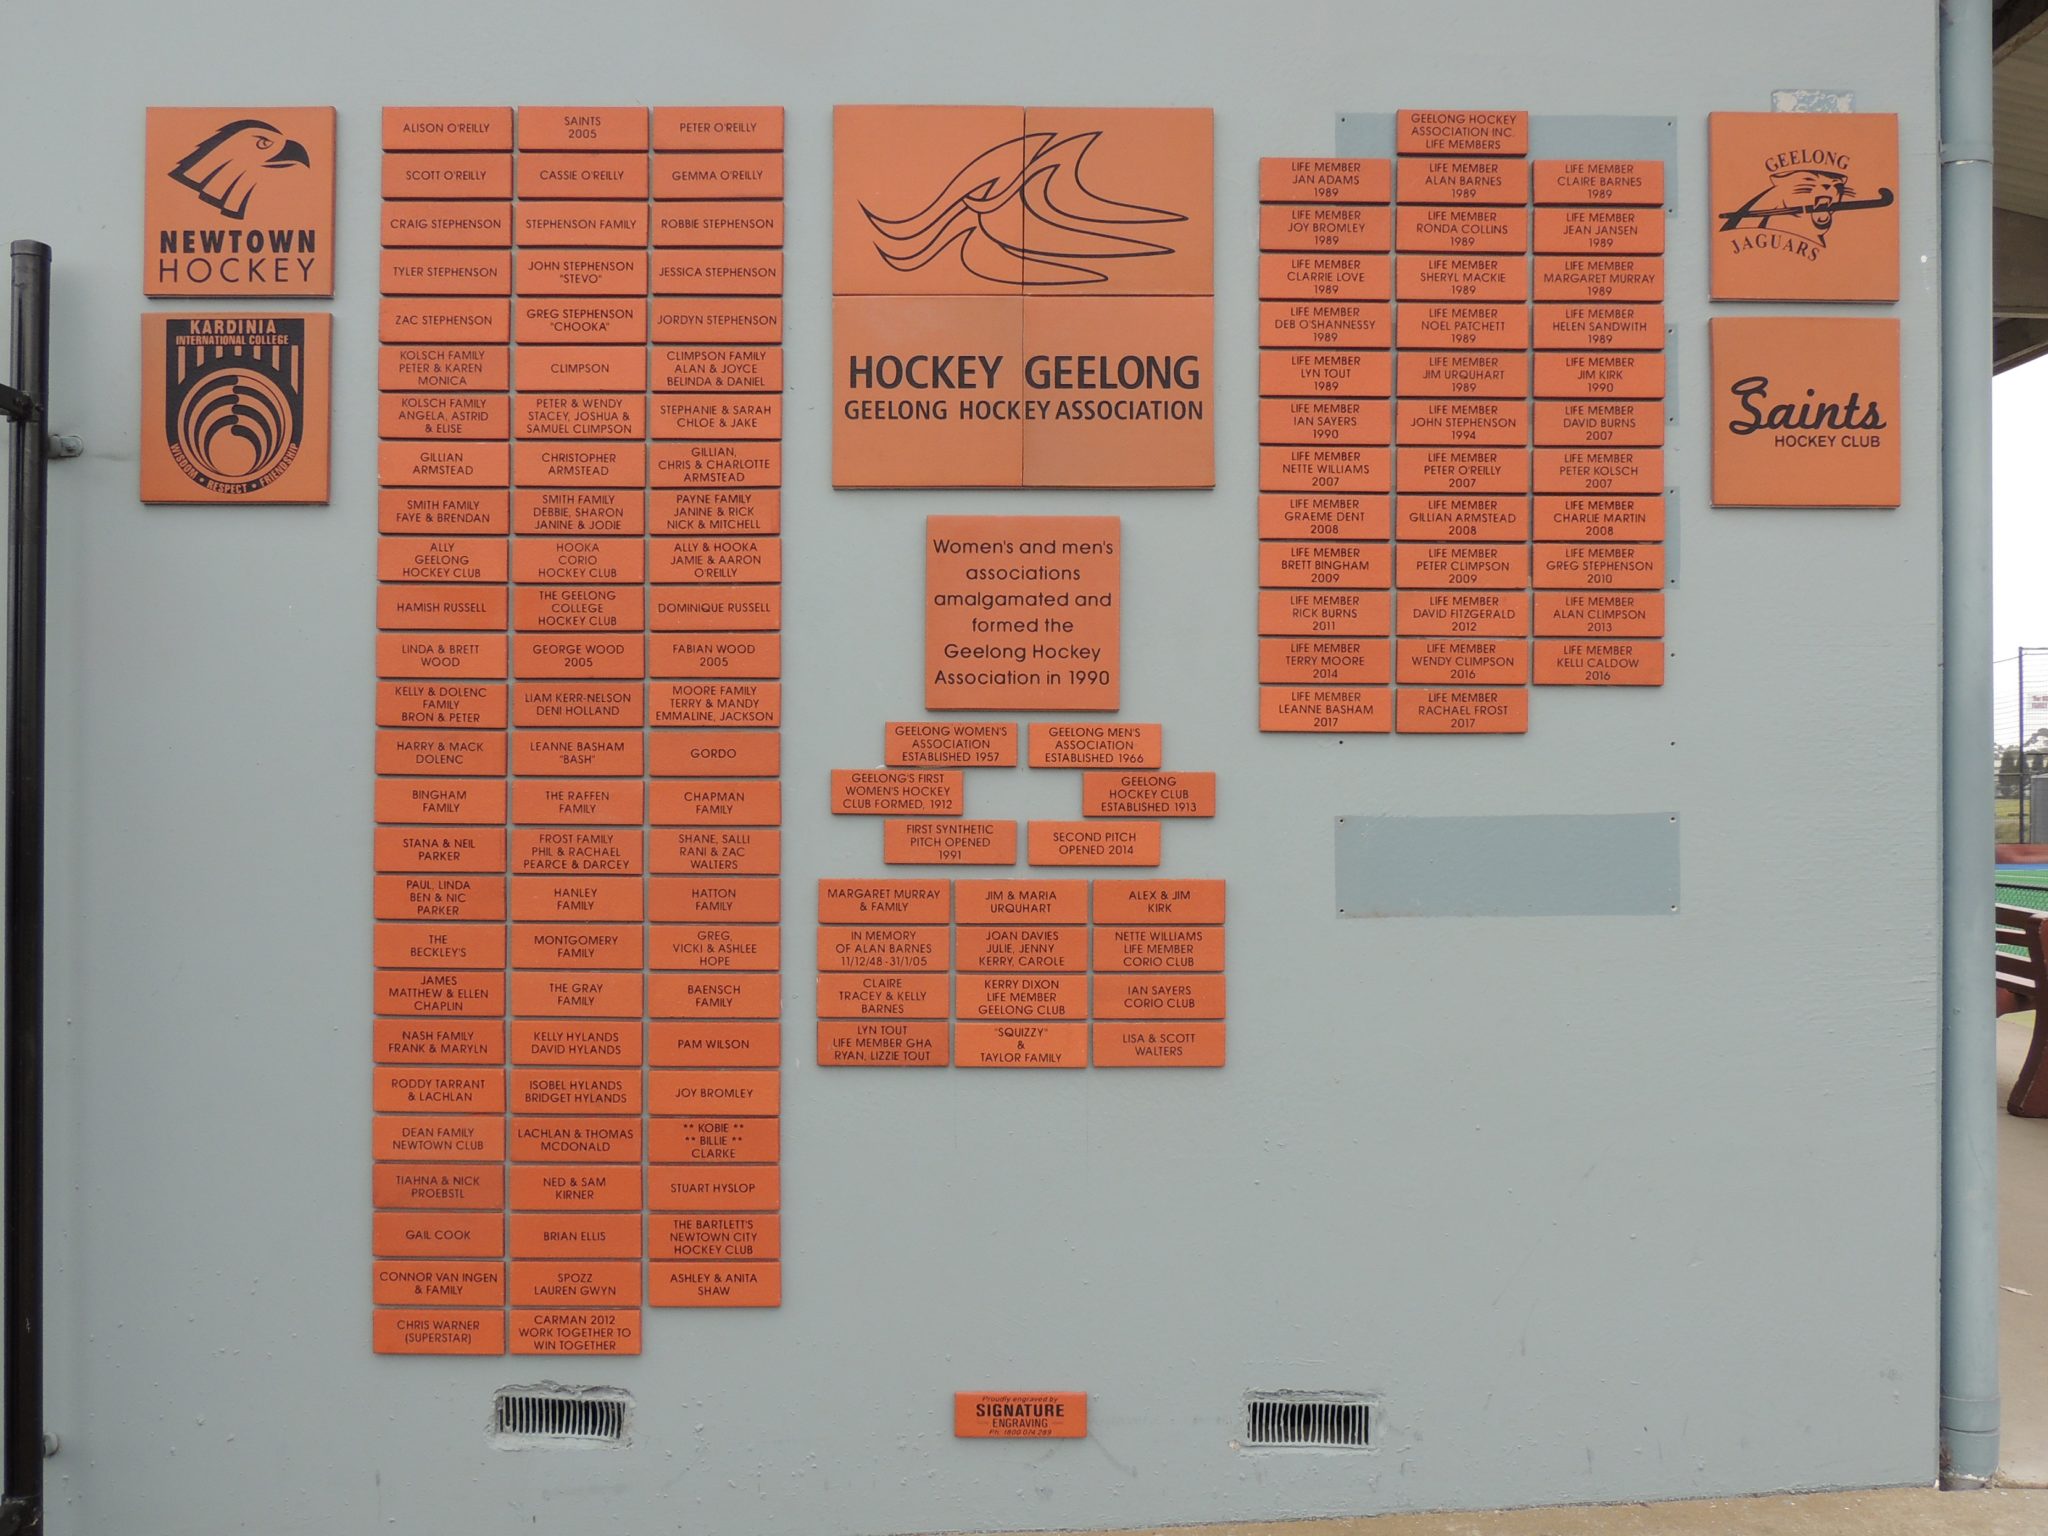 NEWTOWN
HOCKEY
KARDINIA
INTERNATIONAL COLLEGE
WISDOM • RESPECT • FRIENDSHIP
ALISON O'REILLY
SAINTS
2005
PETER O'REILLY
SCOTT O'REILLY
CASSIE O'REILLY
GEMMA O'REILLY
CRAIG STEPHENSON
STEPHENSON FAMILY
ROBBIE STEPHENSON
TYLER STEPHENSON
JOHN STEPHENSON
"STEVO"
JESSICA STEPHENSON
ZAC STEPHENSON
GREG STEPHENSON
"CHOOKA"
JORDYN STEPHENSON
KOLSCH FAMILY
PETER & KAREN
MONICA
CLIMPSON
CLIMPSON FAMILY
ALAN & JOYCE
BELINDA & DANIEL
KOLSCH FAMILY
ANGELA, ASTRID
& ELISE
PETER & WENDY
STACEY, JOSHUA &
SAMUEL CLIMPSON
STEPHANIE & SARAH
CHLOE & JAKE
GILLIAN
ARMSTEAD
CHRISTOPHER
ARMSTEAD
GILLIAN,
CHRIS & CHARLOTTE
ARMSTEAD
SMITH FAMILY
FAYE & BRENDAN
SMITH FAMILY
DEBBIE, SHARON
JANINE & JODIE
PAYNE FAMILY
JANINE & RICK
NICK & MITCHELL
ALLY
GEELONG
HOCKEY CLUB
HOOKA
CORIO
HOCKEY CLUB
ALLY & HOOKA
JAMIE & AARON
O'REILLY
HAMISH RUSSELL
THE GEELONG
COLLEGE
HOCKEY CLUB
DOMINIQUE RUSSELL
LINDA & BRETT
WOOD
GEORGE WOOD
2005
FABIAN WOOD
2005
KELLY & DOLENC
FAMILY
BRON & PETER
LIAM KERR-NELSON
DENI HOLLAND
MOORE FAMILY
TERRY & MANDY
EMMALINE, JACKSON
HARRY & MACK
DOLENC
LEANNE BASHAM
"BASH"
GORDO
BINGHAM
FAMILY
THE RAFFEN
FAMILY
CHAPMAN
FAMILY
STANA & NEIL
PARKER
FROST FAMILY
PHIL & RACHAEL
PEARCE & DARCEY
SHANE, SALLI
RANI & ZAC
WALTERS
PAUL, LINDA
BEN & NIC
PARKER
HANLEY
FAMILY
HATTON
FAMILY
THE
BECKLEY'S
MONTGOMERY
FAMILY
GREG,
VICKI & ASHLEE
HOPE
JAMES
MATTHEW & ELLEN
CHAPLIN
THE GRAY
FAMILY
BAENSCH
FAMILY
NASH FAMILY
FRANK & MARYLN
KELLY HYLANDS
DAVID HYLANDS
PAM WILSON
RODDY TARRANT
& LACHLAN
ISOBEL HYLANDS
BRIDGET HYLANDS
JOY BROMLEY
DEAN FAMILY
NEWTOWN CLUB
LACHLAN & THOMAS
MCDONALD
** KOBIE **
** BILLIE **
CLARKE
TIAHNA & NICK
PROEBSTL
NED & SAM
KIRNER
STUART HYSLOP
GAIL COOK
BRIAN ELLIS
THE BARTLETT'S
NEWTOWN CITY
HOCKEY CLUB
CONNOR VAN INGEN
& FAMILY
SPOZZ
LAUREN GWYN
ASHLEY & ANITA
SHAW
CHRIS WARNER
(SUPERSTAR)
CARMAN 2012
WORK TOGETHER TO
WIN TOGETHER
HOCKEY GEELONG
GEELONG HOCKEY ASSOCIATION
Women's and men's
associations
amalgamated and
formed the
Geelong Hockey
Association in 1990
GEELONG WOMEN'S
ASSOCIATION
ESTABLISHED 1957
GEELONG MEN'S
ASSOCIATION
ESTABLISHED 1966
GEELONG'S FIRST
WOMEN'S HOCKEY
CLUB FORMED, 1912
GEELONG
HOCKEY CLUB
ESTABLISHED 1913
FIRST SYNTHETIC
PITCH OPENED
1991
SECOND PITCH
OPENED 2014
MARGARET MURRAY
& FAMILY
JIM & MARIA
URQUHART
ALEX & JIM
KIRK
IN MEMORY
OF ALAN BARNES
11/12/48 - 31/1/05
JOAN DAVIES
JULIE, JENNY
KERRY, CAROLE
NETTE WILLIAMS
LIFE MEMBER
CORIO CLUB
CLAIRE
TRACEY & KELLY
BARNES
KERRY DIXON
LIFE MEMBER
GEELONG CLUB
IAN SAYERS
CORIO CLUB
LYN TOUT
LIFE MEMBER GHA
RYAN, LIZZIE TOUT
"SQUIZZY"
&
TAYLOR FAMILY
LISA & SCOTT
WALTERS
Proudly engraved by
SIGNATURE
ENGRAVING
Ph. 1800 074 289
GEELONG HOCKEY
ASSOCIATION INC.
LIFE MEMBERS
LIFE MEMBER
JAN ADAMS
1989
LIFE MEMBER
ALAN BARNES
1989
LIFE MEMBER
CLAIRE BARNES
1989
LIFE MEMBER
JOY BROMLEY
1989
LIFE MEMBER
RONDA COLLINS
1989
LIFE MEMBER
JEAN JANSEN
1989
LIFE MEMBER
CLARRIE LOVE
1989
LIFE MEMBER
SHERYL MACKIE
1989
LIFE MEMBER
MARGARET MURRAY
1989
LIFE MEMBER
DEB O'SHANNESSY
1989
LIFE MEMBER
NOEL PATCHETT
1989
LIFE MEMBER
HELEN SANDWITH
1989
LIFE MEMBER
LYN TOUT
1989
LIFE MEMBER
JIM URQUHART
1989
LIFE MEMBER
JIM KIRK
1990
LIFE MEMBER
IAN SAYERS
1990
LIFE MEMBER
JOHN STEPHENSON
1994
LIFE MEMBER
DAVID BURNS
2007
LIFE MEMBER
NETTE WILLIAMS
2007
LIFE MEMBER
PETER O'REILLY
2007
LIFE MEMBER
PETER KOLSCH
2007
LIFE MEMBER
GRAEME DENT
2008
LIFE MEMBER
GILLIAN ARMSTEAD
2008
LIFE MEMBER
CHARLIE MARTIN
2008
LIFE MEMBER
BRETT BINGHAM
2009
LIFE MEMBER
PETER CLIMPSON
2009
LIFE MEMBER
GREG STEPHENSON
2010
LIFE MEMBER
RICK BURNS
2011
LIFE MEMBER
DAVID FITZGERALD
2012
LIFE MEMBER
ALAN CLIMPSON
2013
LIFE MEMBER
TERRY MOORE
2014
LIFE MEMBER
WENDY CLIMPSON
2016
LIFE MEMBER
KELLI CALDOW
2016
LIFE MEMBER
LEANNE BASHAM
2017
LIFE MEMBER
RACHAEL FROST
2017
GEELONG
JAGUARS
Saints
HOCKEY CLUB